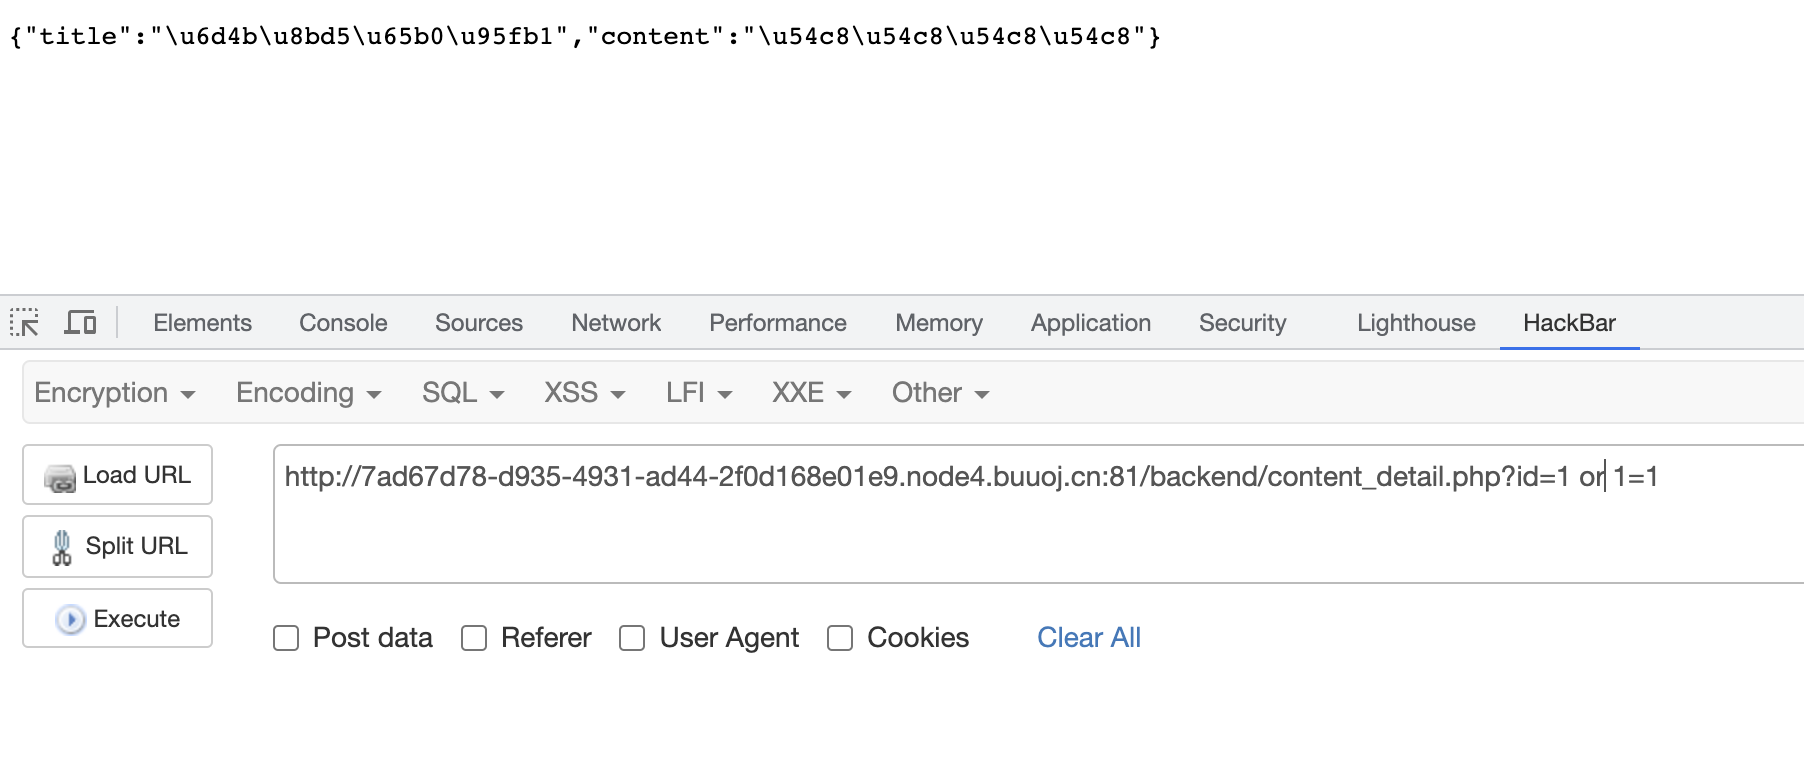 {"title":"\u6d4b\u8bd5\u65b0\u95fb1","content":"\u54c8\u54c8\u54c8\u54c8"}
Elements Console Sources Network Performance Memory Application Security Lighthouse HackBar
Encryption Encoding SQL XSS LFI XXE Other
Load URL
http://7ad67d78-d935-4931-ad44-2f0d168e01e9.node4.buuoj.cn:81/backend/content_detail.php?id=1 or 1=1
Split URL
Execute
Post data Referer User Agent Cookies Clear All